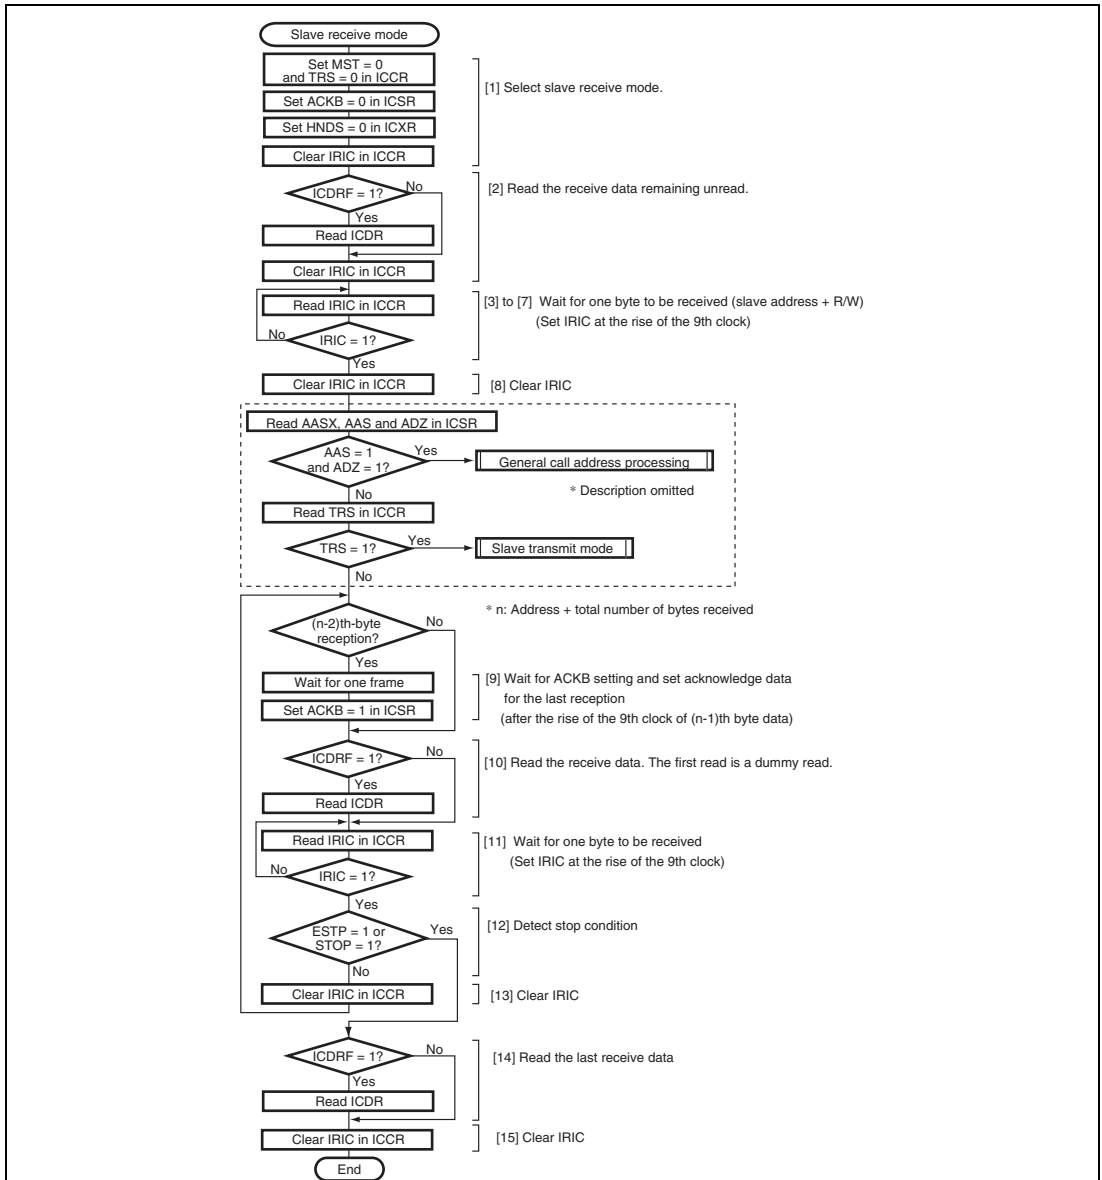 Slave receive mode
Set MST = 0
and TRS = 0 in ICCR
[1] Select slave receive mode.
Set ACKB = 0 in ICSR
Set HNDS = 0 in ICXR
Clear IRIC in ICCR
ICDRF = 1?
No
[2] Read the receive data remaining unread.
Yes
Read ICDR
Clear IRIC in ICCR
Read IRIC in ICCR
[3] to [7] Wait for one byte to be received (slave address + R/W)
(Set IRIC at the rise of the 9th clock)
No
IRIC = 1?
Yes
Clear IRIC in ICCR
[8] Clear IRIC
Read AASX, AAS and ADZ in ICSR
AAS = 1
and ADZ = 1?
Yes
General call address processing
* Description omitted
No
Read TRS in ICCR
TRS = 1?
Yes
Slave transmit mode
No
* n: Address + total number of bytes received
(n-2)th-byte
reception?
No
Yes
Wait for one frame
[9] Wait for ACKB setting and set acknowledge data
for the last reception
(after the rise of the 9th clock of (n-1)th byte data)
Set ACKB = 1 in ICSR
ICDRF = 1?
No
[10] Read the receive data. The first read is a dummy read.
Yes
Read ICDR
Read IRIC in ICCR
[11] Wait for one byte to be received
(Set IRIC at the rise of the 9th clock)
No
IRIC = 1?
Yes
ESTP = 1 or
STOP = 1?
Yes
[12] Detect stop condition
No
Clear IRIC in ICCR
[13] Clear IRIC
ICDRF = 1?
No
[14] Read the last receive data
Yes
Read ICDR
Clear IRIC in ICCR
[15] Clear IRIC
End